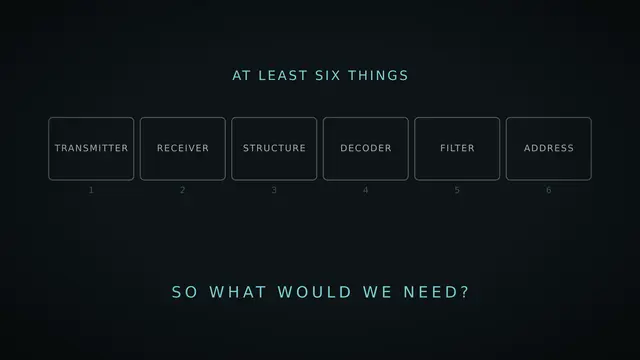 AT LEAST SIX THINGS
TRANSMITTER RECEIVER STRUCTURE DECODER FILTER ADDRESS
1 2 3 4 5 6
SO WHAT WOULD WE NEED?